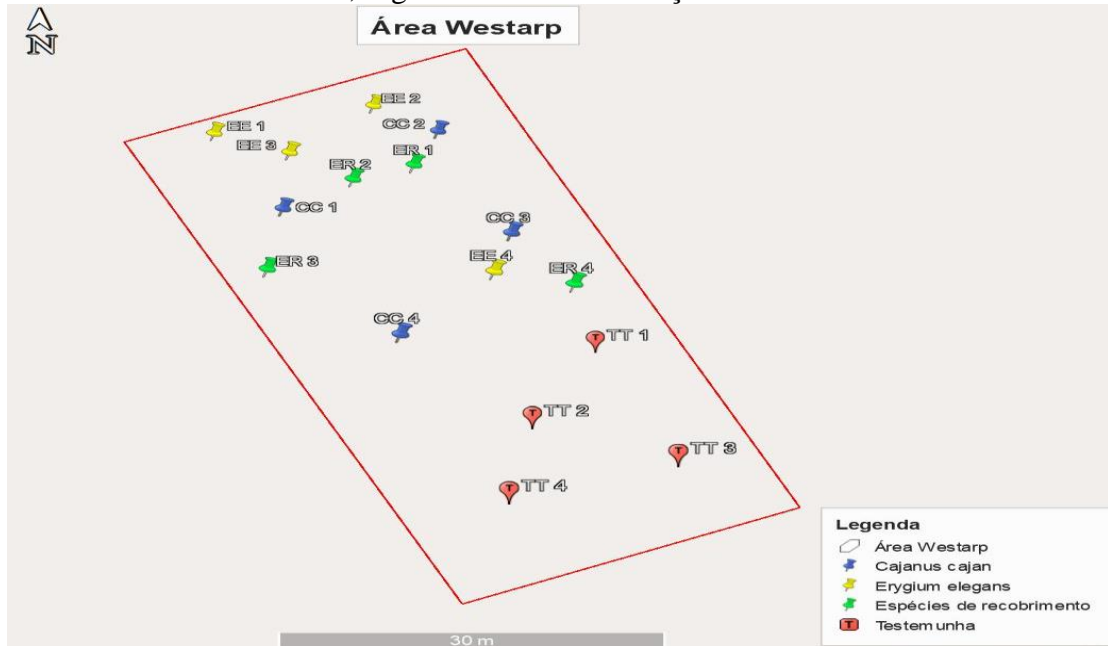 N
Área Westarp
EE 2
EE 1
CC 2
EE 3
ER 1
ER 2
CC 1
CC 3
EE 4
ER 3
ER 4
CC 4
TT 1
TT 2
TT 3
TT 4
Legenda
Área Westarp
Cajanus cajan
Erygium elegans
Espécies de recobrimento
T Testemunha
30 m